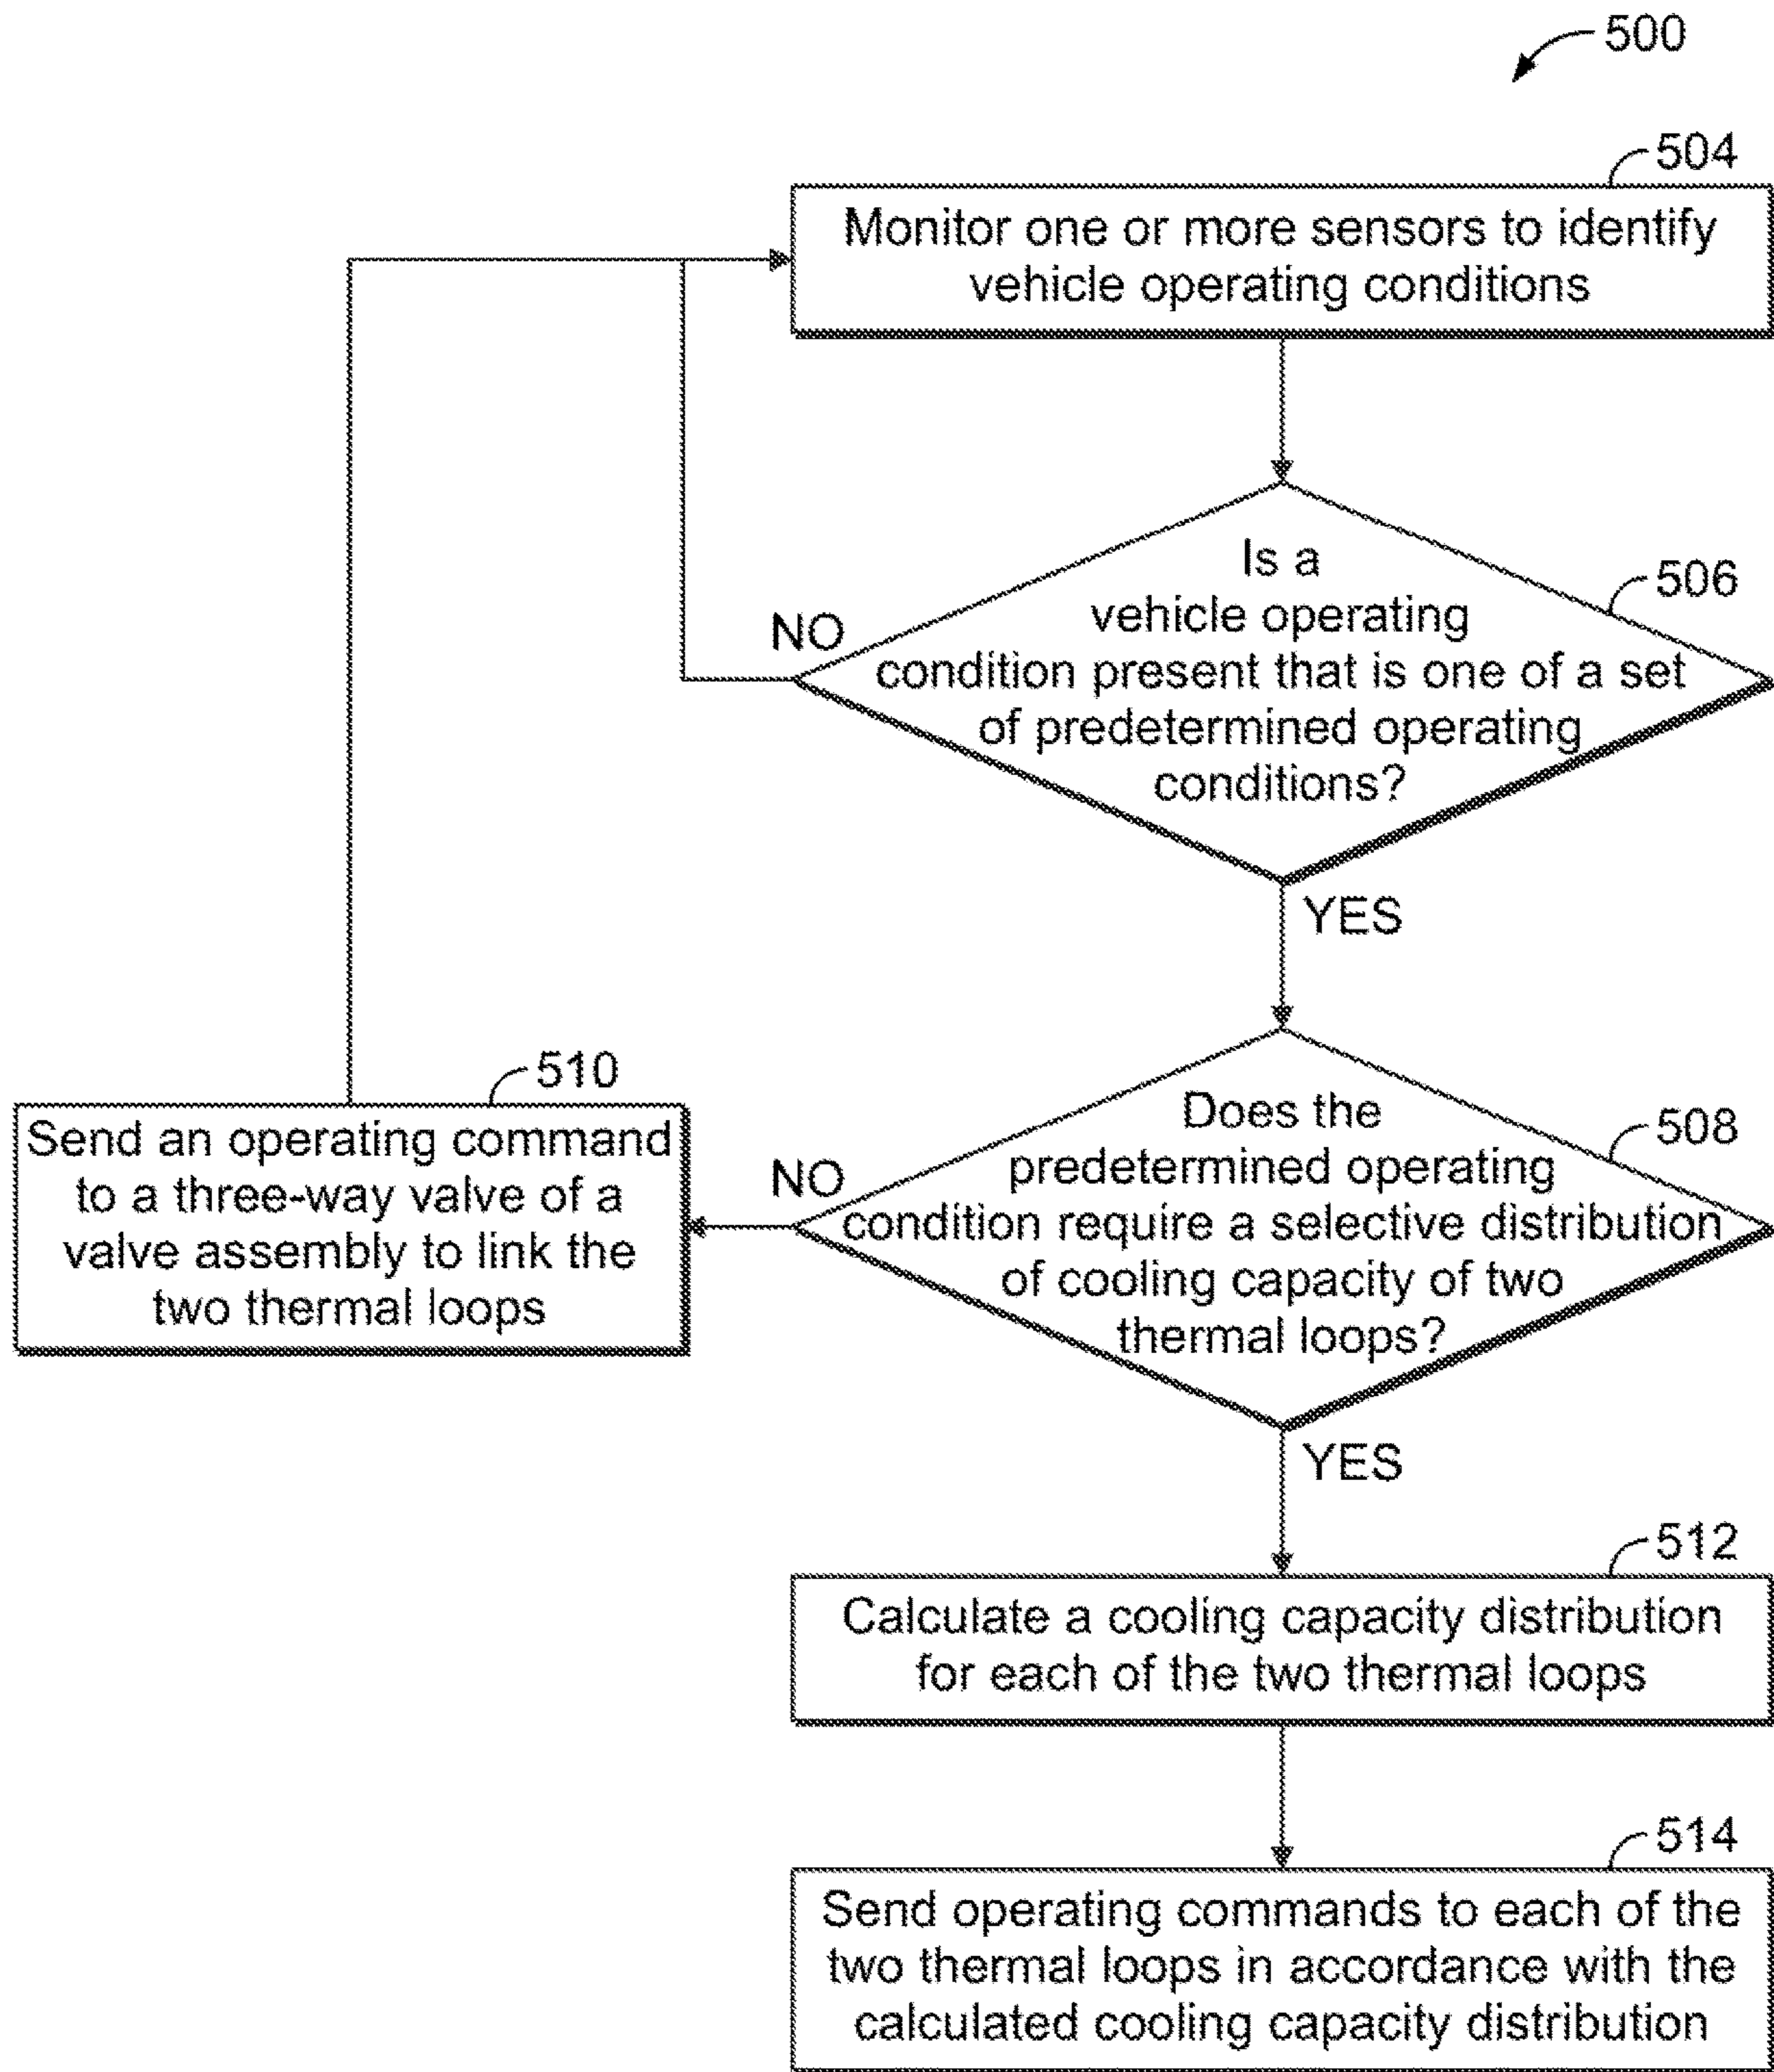 500
504
Monitor one or more sensors to identify
vehicle operating conditions
506
Is a
vehicle operating
condition present that is one of a set
of predetermined operating
conditions?
NO
YES
508
Does the
predetermined operating
condition require a selective distribution
of cooling capacity of two
thermal loops?
NO
510
Send an operating command
to a three-way valve of a
valve assembly to link the
two thermal loops
YES
512
Calculate a cooling capacity distribution
for each of the two thermal loops
514
Send operating commands to each of the
two thermal loops in accordance with the
calculated cooling capacity distribution